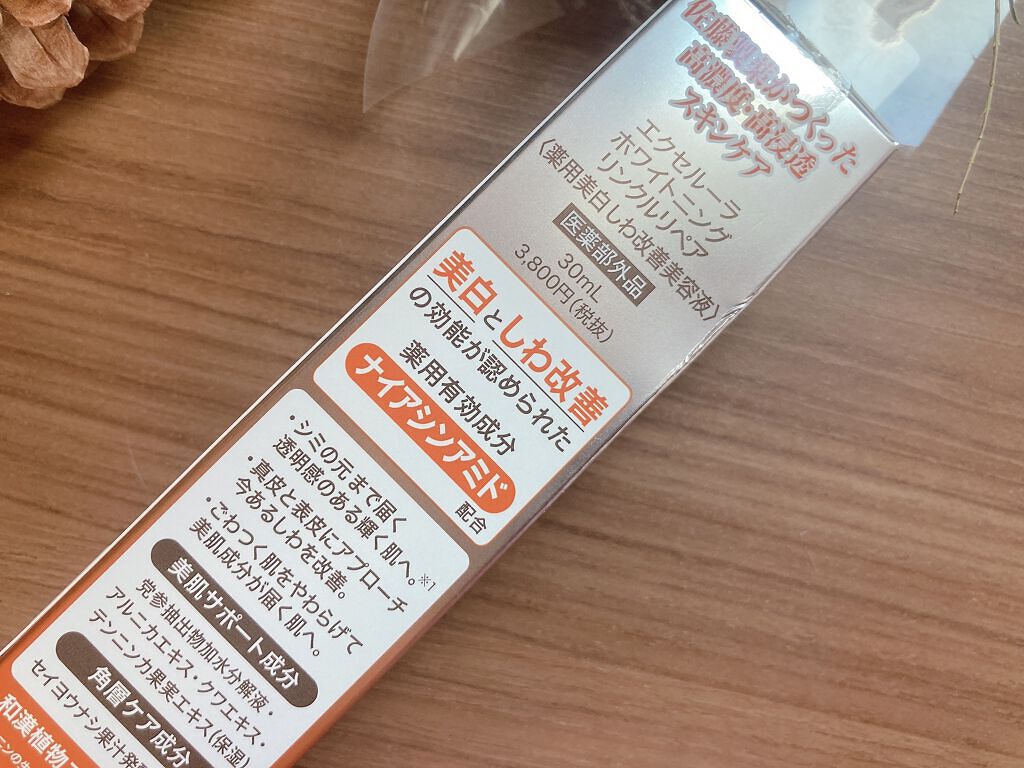 佐藤製薬がつくった
高濃度・高浸透
スキンケア
エクセルーラ
ホワイトニング
リンクルリペア
〈薬用美白しわ改善美容液〉
医薬部外品
30mL
3,800円(税抜)
美白としわ改善
の効能が認められた
薬用有効成分
ナイアシンアミド
配合
・シミの元まで届く
透明感のある輝く肌へ。※1
・真皮と表皮にアプローチ
今あるしわを改善。
・ごわつく肌をやわらげて
美肌成分が届く肌へ。
美肌サポート成分
党参抽出物加水分解液・
アルニカエキス・クワエキス・
テンニンカ果実エキス(保湿)
角層ケア成分
セイヨウナシ果汁発
和漢植物